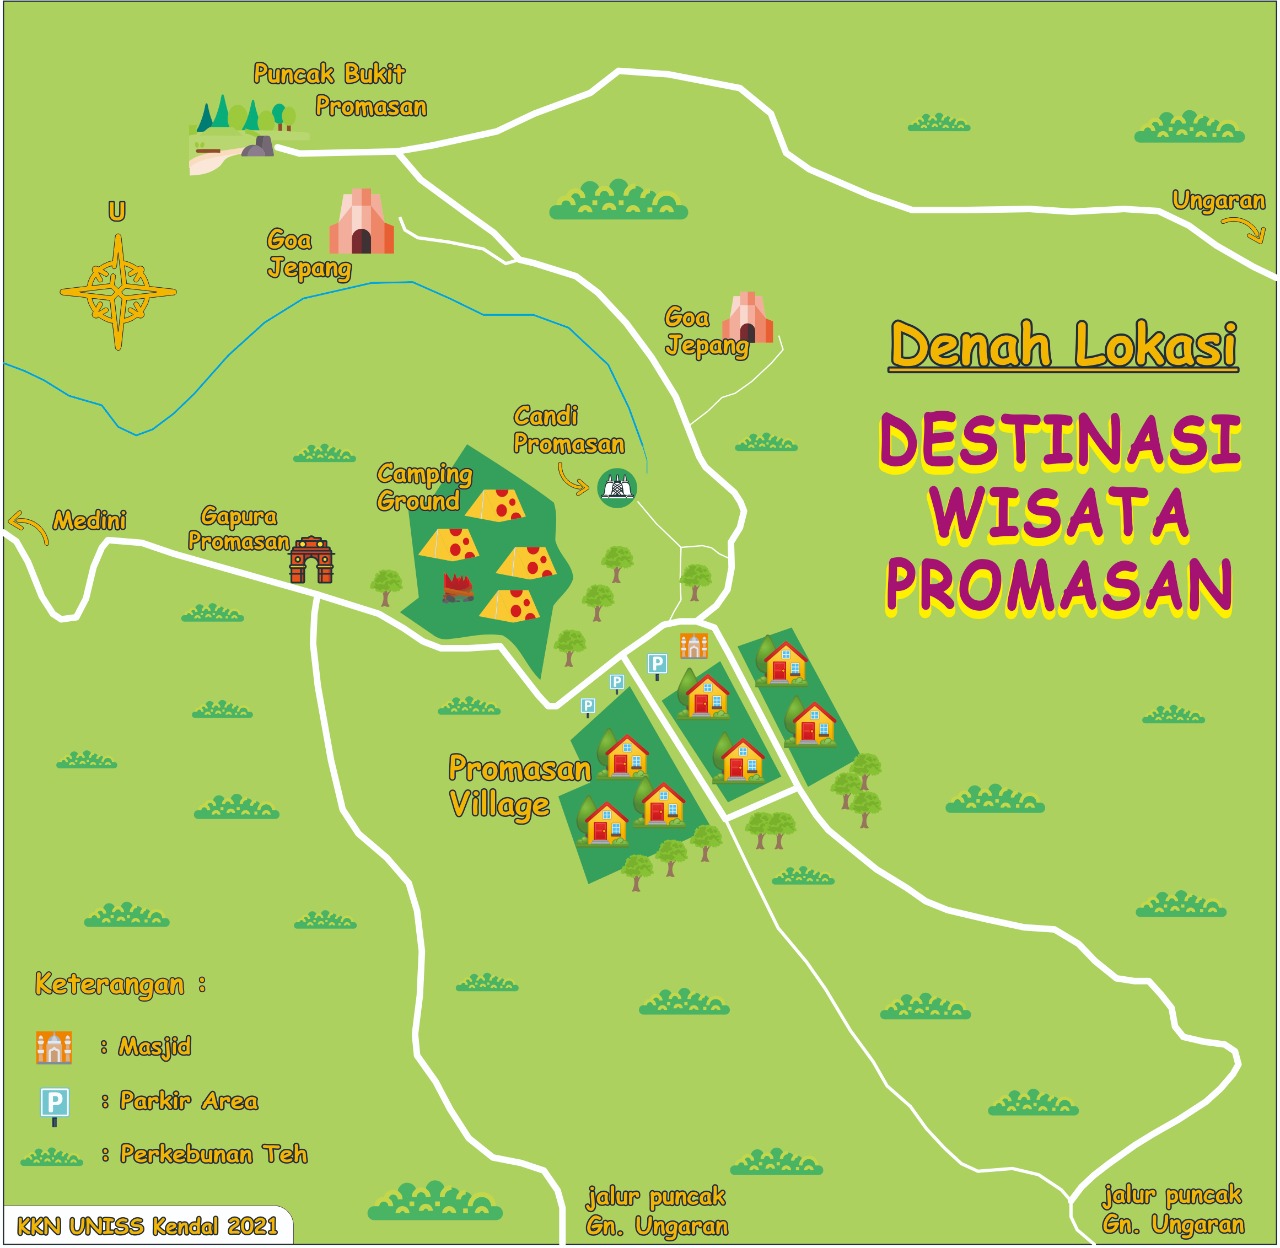 Puncak Bukit
Promasan
U
Goa
Jepang
Ungaran
Goa
Jepang
Denah Lokasi
DESTINASI
WISATA
PROMASAN
Candi
Promasan
Camping
Ground
Medini
Gapura
Promasan
P
P
P
Promasan
Village
Keterangan :
: Masjid
P
: Parkir Area
: Perkebunan Teh
jalur puncak
Gn. Ungaran
jalur puncak
Gn. Ungaran
KKN UNISS Kendal 2021